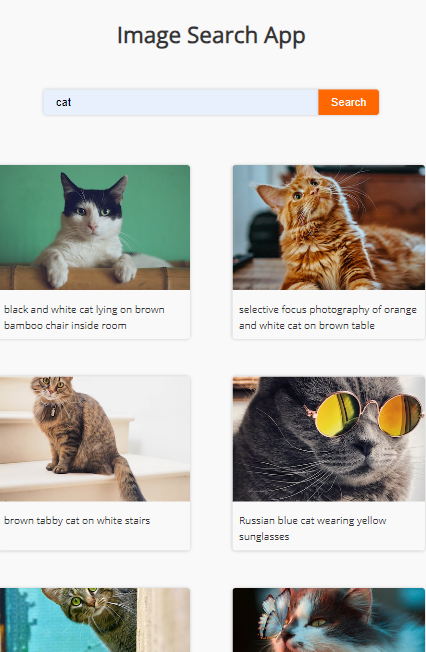 Image Search App
cat
Search
black and white cat lying on brown
bamboo chair inside room
selective focus photography of orange
and white cat on brown table
brown tabby cat on white stairs
Russian blue cat wearing yellow
sunglasses